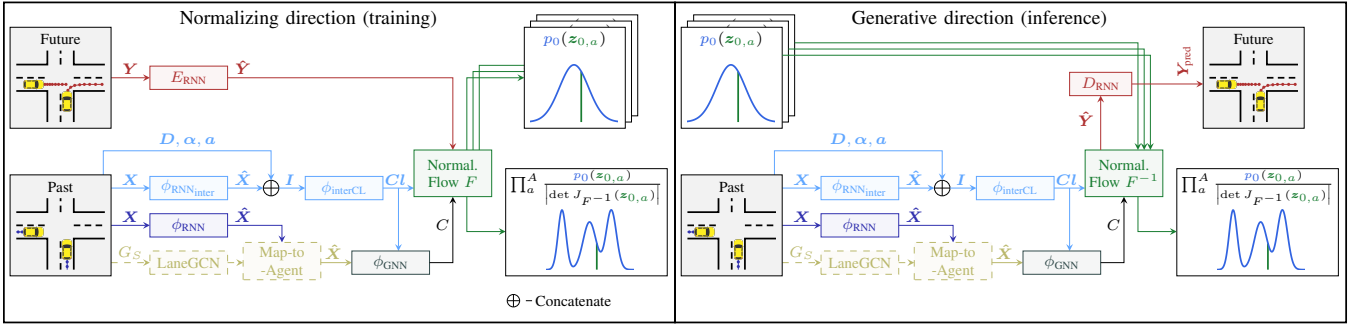 Normalizing direction (training)
Future
Y
E_RNN
Ŷ
p_0(z_{0,a})
D, α, a
Past
X
ϕ_RNN_inter
X̂
I
ϕ_interCL
Cl
Normal.
Flow F
∏_a^A p_0(z_{0,a}) / |det J_{F^{-1}}(z_{0,a})|
X
ϕ_RNN
X̂
C
G_S
LaneGCN
Map-to
-Agent
X̂
ϕ_GNN
⊕ - Concatenate
Generative direction (inference)
p_0(z_{0,a})
Future
D_RNN
Y_pred
Ŷ
D, α, a
Past
X
ϕ_RNN_inter
X̂
I
ϕ_interCL
Cl
Normal.
Flow F^{-1}
∏_a^A p_0(z_{0,a}) / |det J_{F^{-1}}(z_{0,a})|
X
ϕ_RNN
X̂
C
G_S
LaneGCN
Map-to
-Agent
X̂
ϕ_GNN